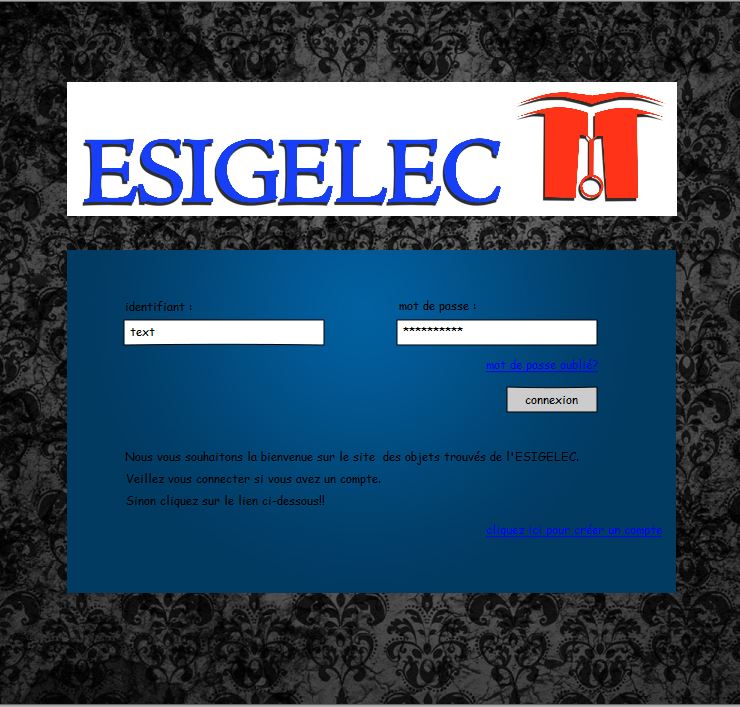 ESIGELEC
identifiant : mot de passe :
text **********
mot de passe oublié?
connexion
Nous vous souhaitons la bienvenue sur le site des objets trouvés de l'ESIGELEC.
Veillez vous connecter si vous avez un compte.
Sinon cliquez sur le lien ci-dessous!!
cliquez ici pour créer un compte